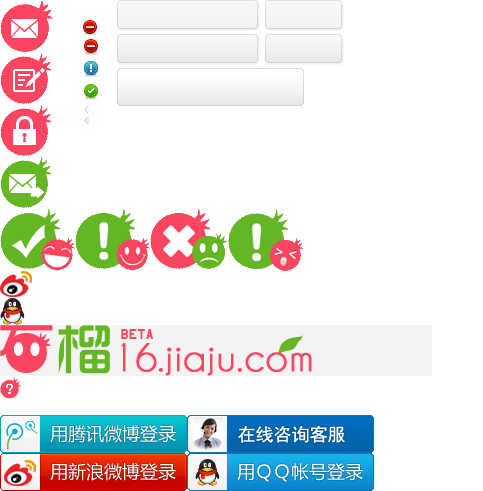 石榴 BETA
16.jiaju.com
?
用腾讯微博登录
在线咨询客服
用新浪微博登录
用QQ帐号登录